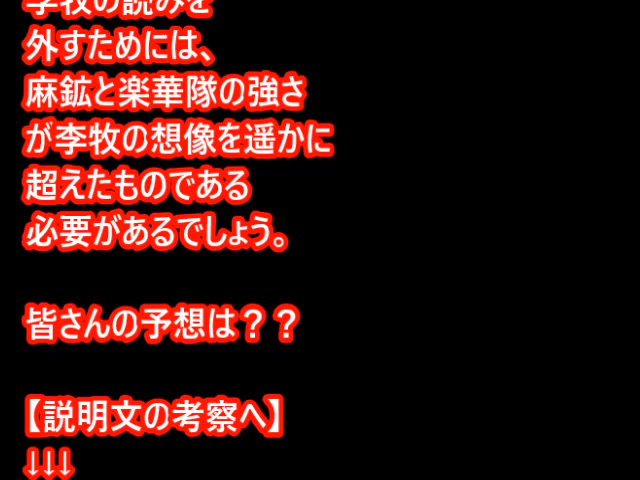 李牧の読みを
外すためには、
麻鉱と楽華隊の強さ
が李牧の想像を遥かに
超えたものである
必要があるでしょう。
皆さんの予想は？？
【説明文の考察へ】
↓↓↓